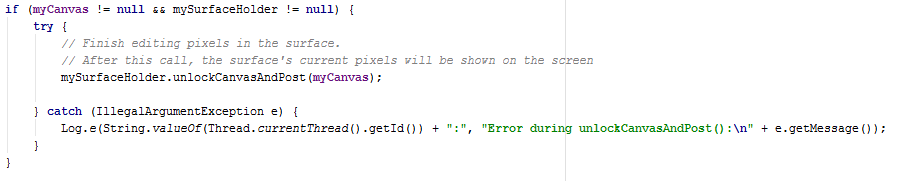 if (myCanvas != null && mySurfaceHolder != null) {
try {
// Finish editing pixels in the surface.
// After this call, the surface's current pixels will be shown on the screen
mySurfaceHolder.unlockCanvasAndPost(myCanvas);
} catch (IllegalArgumentException e) {
Log.e(String.valueOf(Thread.currentThread().getId()) + ":", "Error during unlockCanvasAndPost():\n" + e.getMessage());
}
}